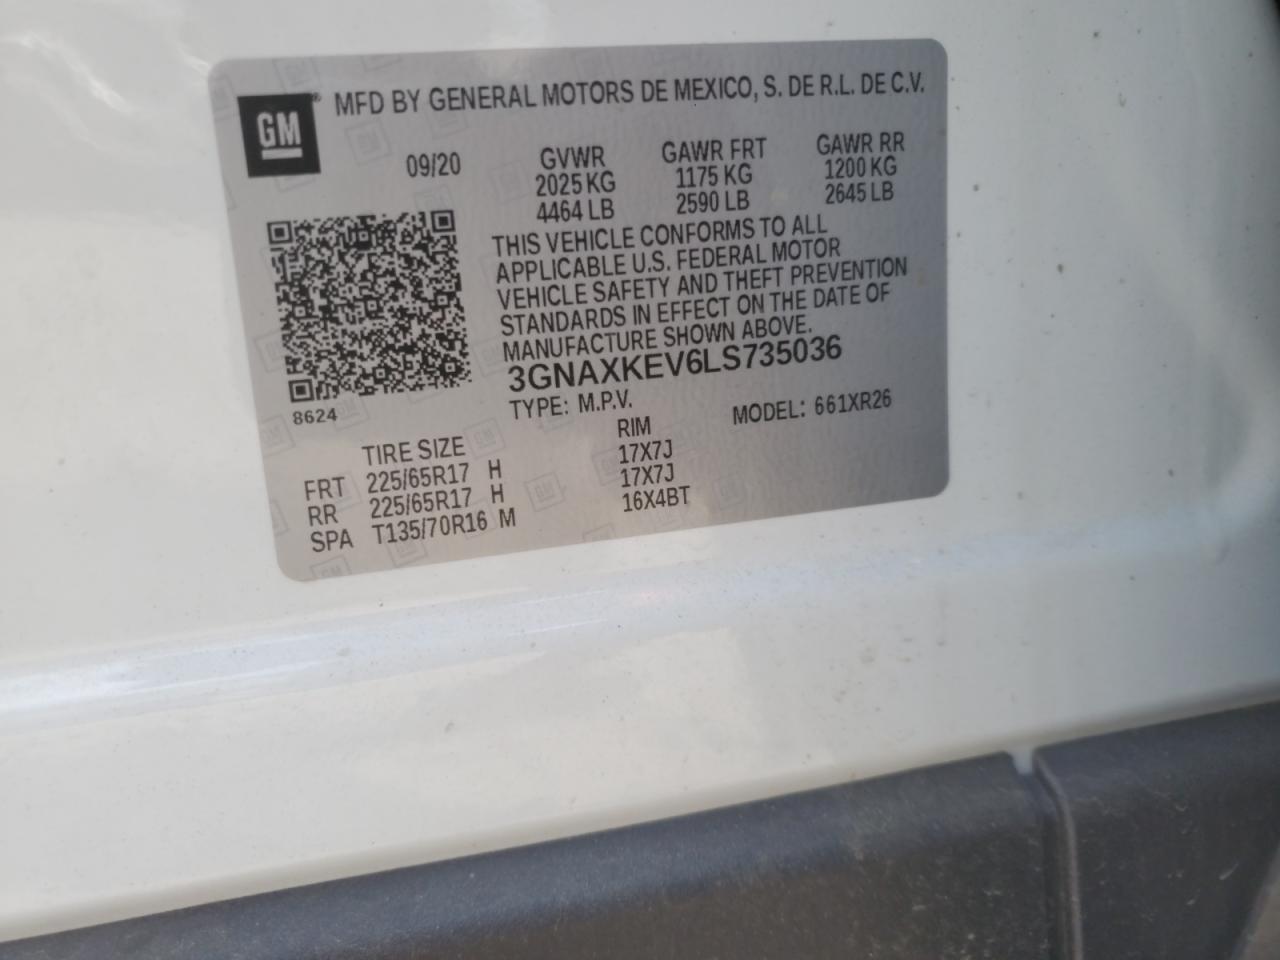 GM® MFD BY GENERAL MOTORS DE MEXICO, S. DE R.L. DE C.V.
09/20 GVWR GAWR FRT GAWR RR
2025 KG 1175 KG 1200 KG
4464 LB 2590 LB 2645 LB
THIS VEHICLE CONFORMS TO ALL
APPLICABLE U.S. FEDERAL MOTOR
VEHICLE SAFETY AND THEFT PREVENTION
STANDARDS IN EFFECT ON THE DATE OF
MANUFACTURE SHOWN ABOVE.
3GNAXKEV6LS735036
8624
TYPE: M.P.V. MODEL: 661XR26
TIRE SIZE RIM
FRT 225/65R17 H 17X7J
RR 225/65R17 H 17X7J
SPA T135/70R16 M 16X4BT